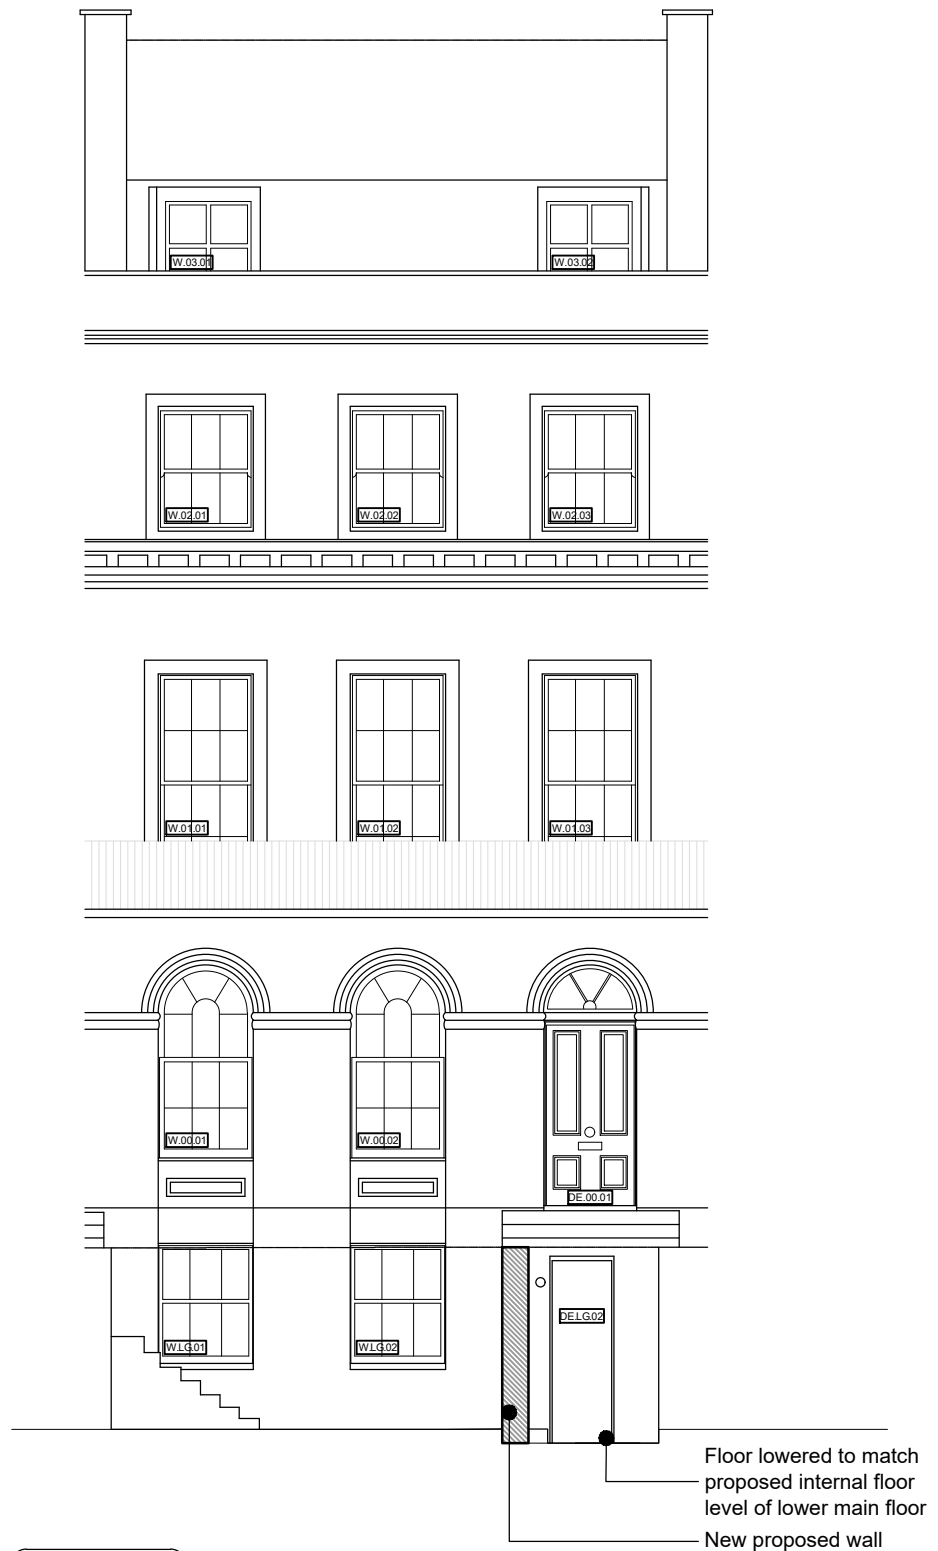 W.03.01
W.03.02
W.02.01
W.02.02
W.02.03
W.01.01
W.01.02
W.01.03
W.00.01
W.00.02
DE.00.01
DE.LG.02
W.LG.01
W.LG.02
Floor lowered to match
proposed internal floor
level of lower main floor
New proposed wall